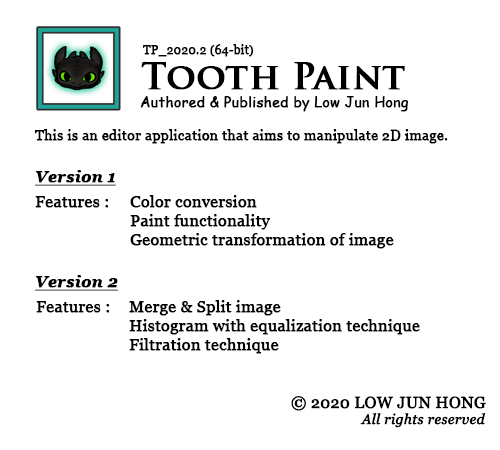 TP_2020.2 (64-bit)
TOOTH PAINT
Authored & Published by Low Jun Hong
This is an editor application that aims to manipulate 2D image.
Version 1
Features : Color conversion
Paint functionality
Geometric transformation of image
Version 2
Features : Merge & Split image
Histogram with equalization technique
Filtration technique
© 2020 LOW JUN HONG
All rights reserved